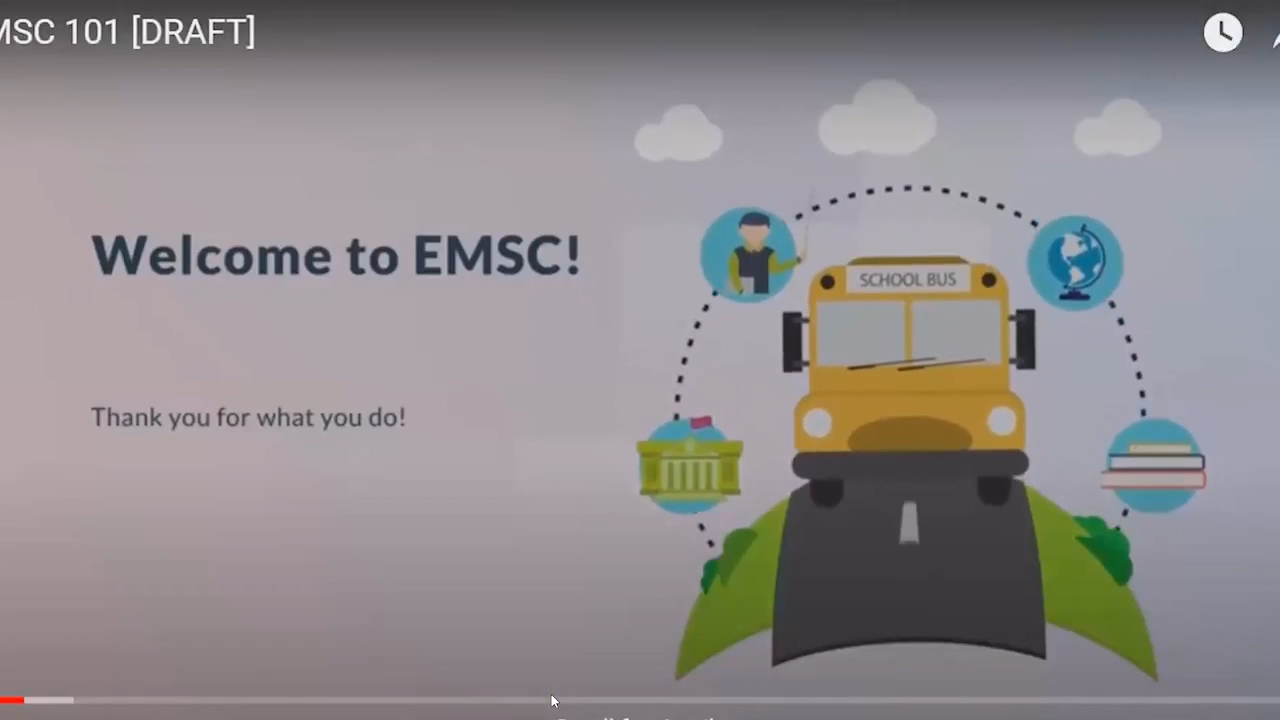 MSC 101 [DRAFT]
Welcome to EMSC!
SCHOOL BUS
Thank you for what you do!